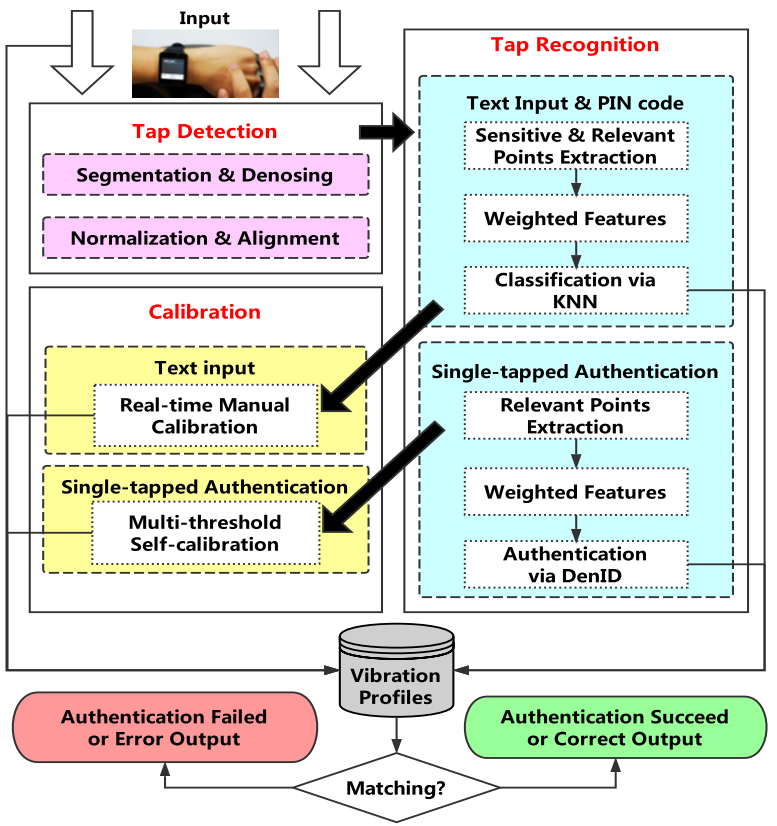 Input
Tap Detection
Segmentation & Denosing
Normalization & Alignment
Tap Recognition
Text Input & PIN code
Sensitive & Relevant
Points Extraction
Weighted Features
Classification via
KNN
Single-tapped Authentication
Relevant Points
Extraction
Weighted Features
Authentication
via DenID
Calibration
Text input
Real-time Manual
Calibration
Single-tapped Authentication
Multi-threshold
Self-calibration
Vibration
Profiles
Authentication Failed
or Error Output
Authentication Succeed
or Correct Output
Matching?